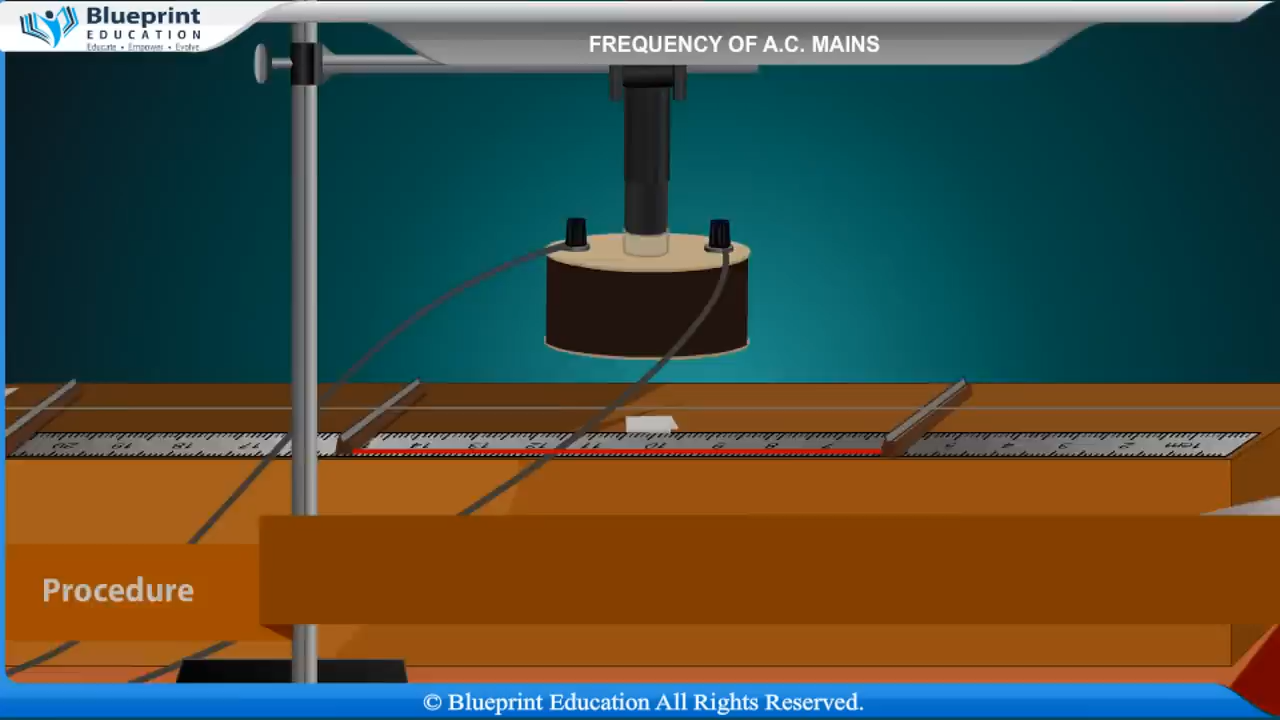 Blueprint
EDUCATION
Educate • Empower • Evolve
FREQUENCY OF A.C. MAINS
Procedure
© Blueprint Education All Rights Reserved.